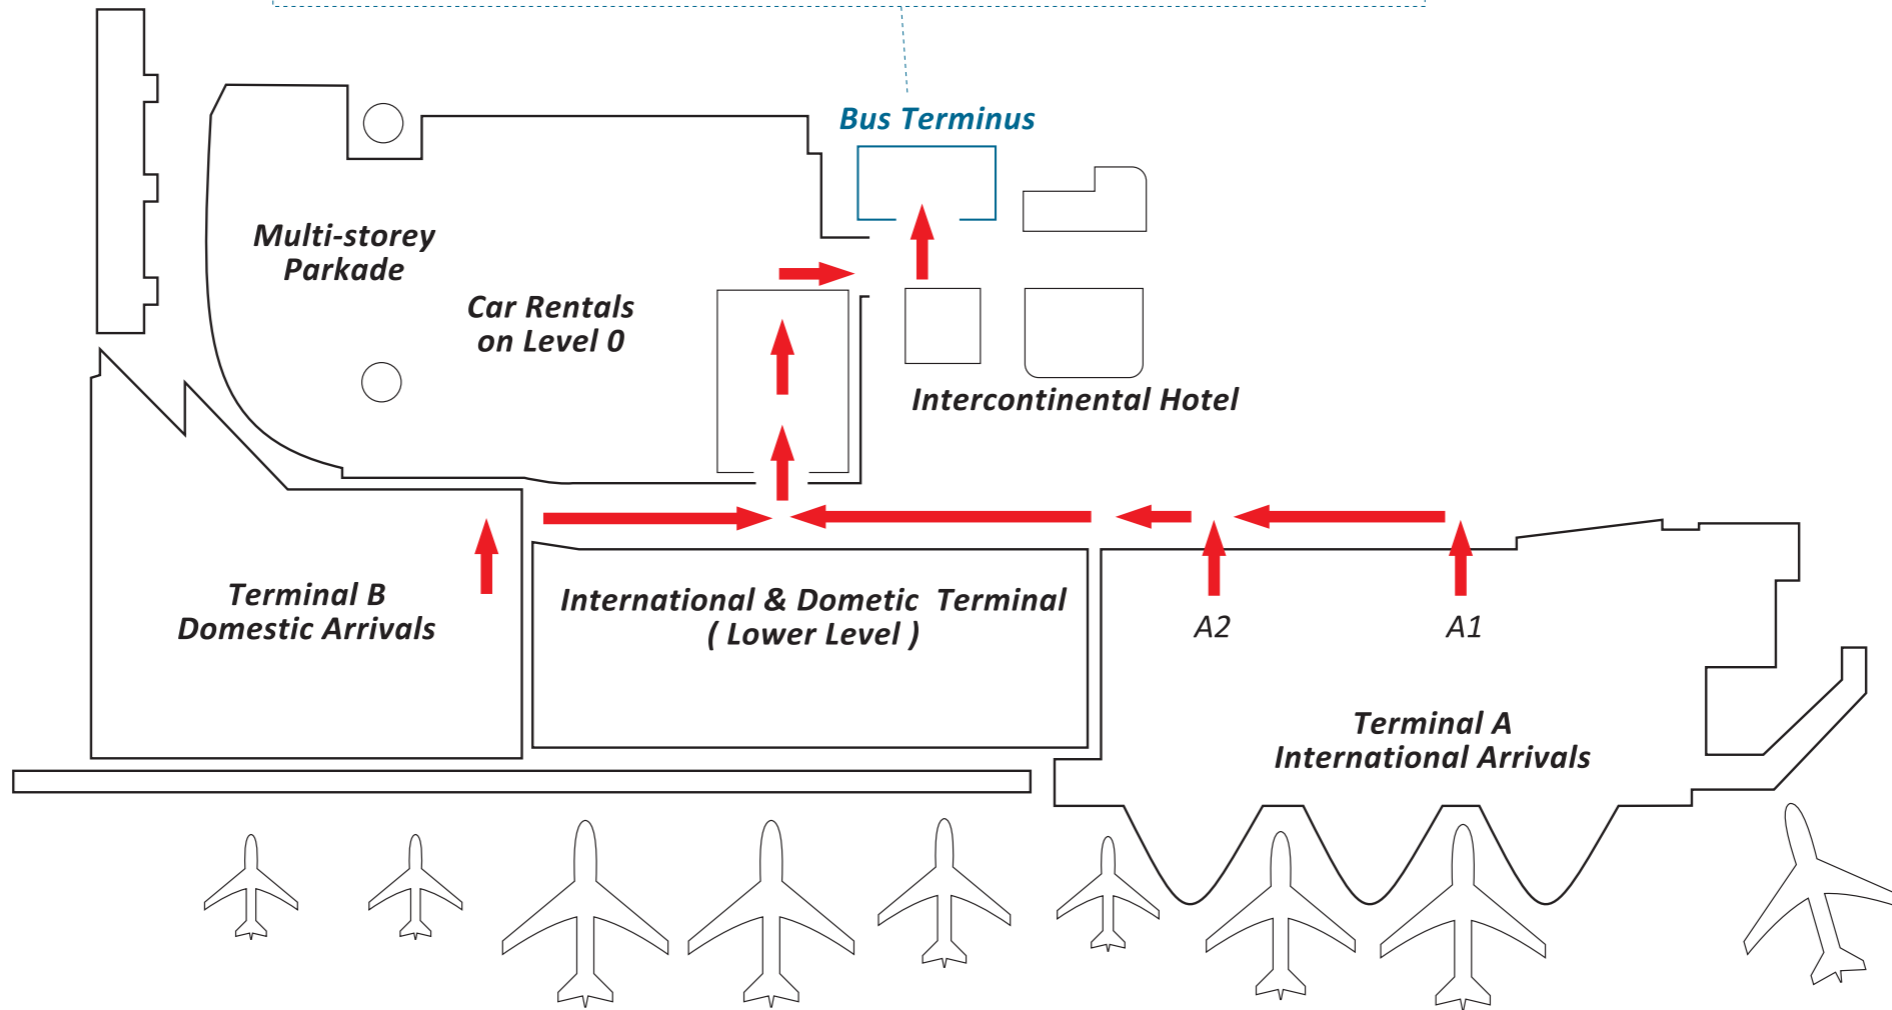 Bus Terminus
Multi-storey
Parkade
Car Rentals
on Level 0
Intercontinental Hotel
Terminal B
Domestic Arrivals
International & Dometic Terminal
( Lower Level )
A2
A1
Terminal A
International Arrivals